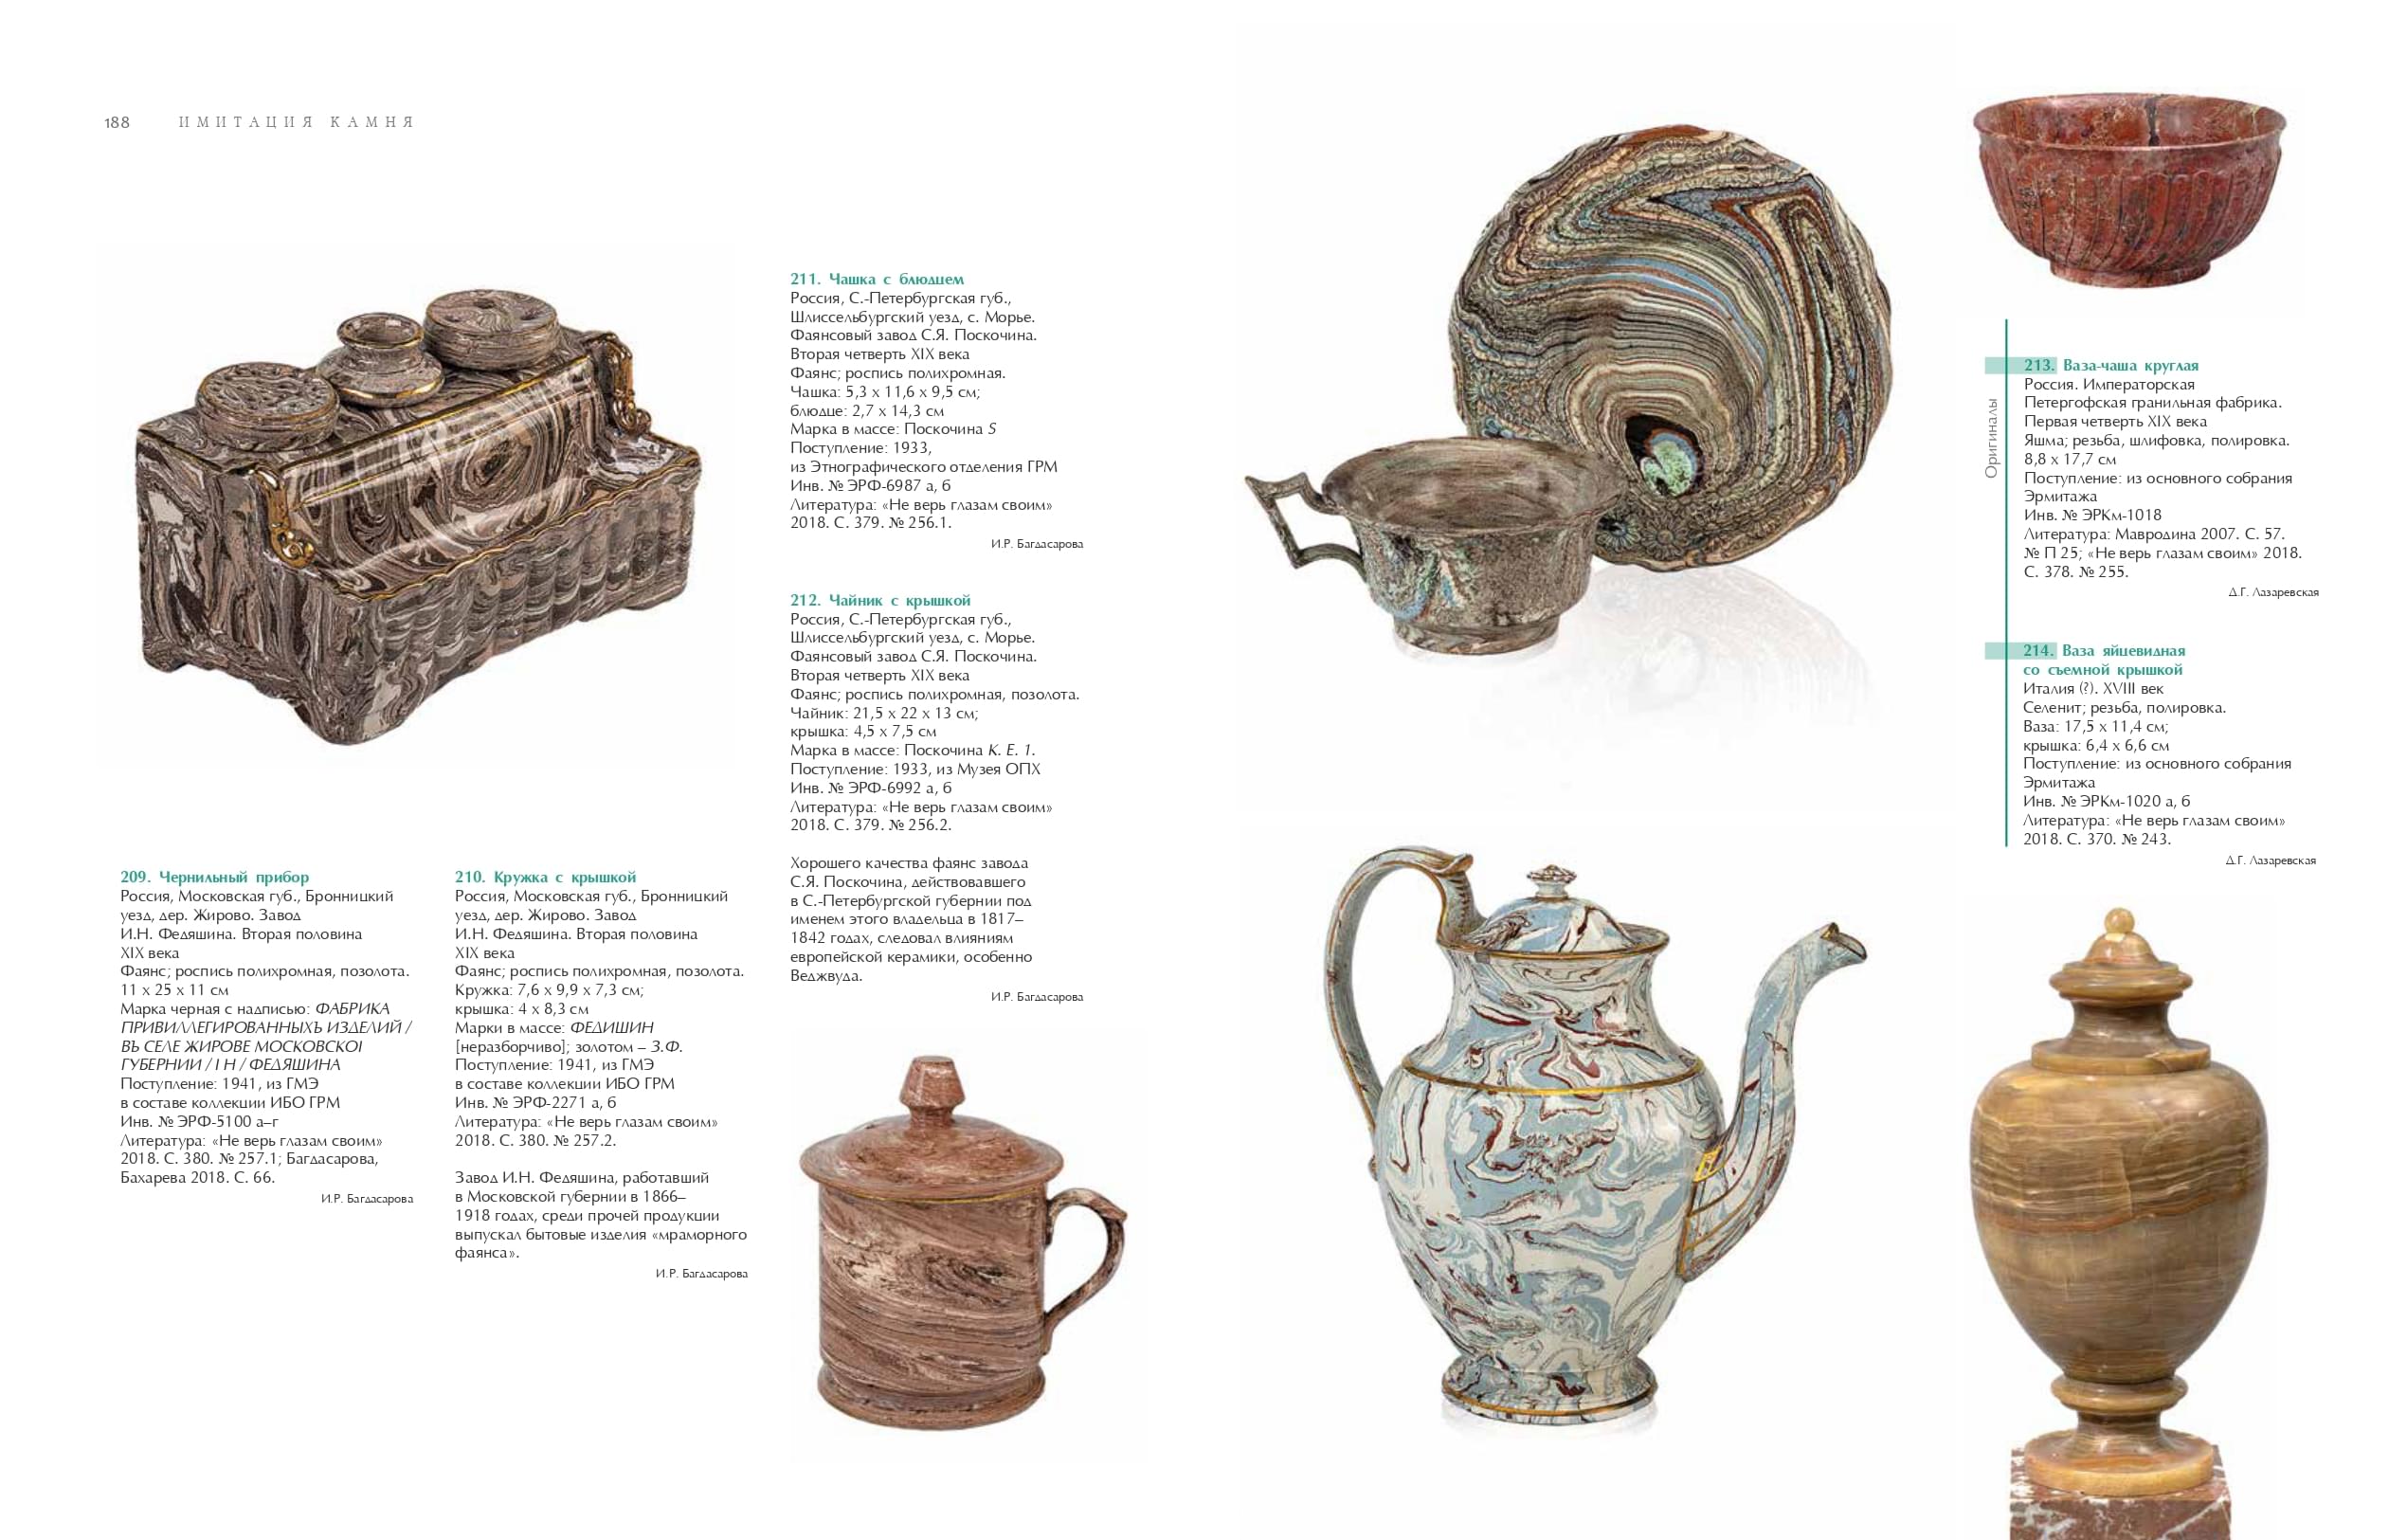 188 ИМИТАЦИЯ КАМНЯ
209. Чернильный прибор
Россия, Московская губ., Бронницкий
уезд, дер. Жирово. Завод
И.Н. Федяшина. Вторая половина
XIX века
Фаянс; роспись полихромная, позолота.
11 x 25 x 11 см
Марка черная с надписью: ФАБРИКА
ПРИВИЛЛЕГИРОВАННЫХЪ ИЗДЕЛИЙ /
ВЬ СЕЛЕ ЖИРОВЕ МОСКОВСКОI
ГУБЕРНИИ / I Н / ФЕДЯШИНА
Поступление: 1941, из ГМЭ
в составе коллекции ИБО ГРМ
Инв. № ЭРФ-5100 а–г
Литература: «Не верь глазам своим»
2018. С. 380. № 257.1; Багдасарова,
Бахарева 2018. С. 66.
И.Р. Багдасарова
210. Кружка с крышкой
Россия, Московская губ., Бронницкий
уезд, дер. Жирово. Завод
И.Н. Федяшина. Вторая половина
XIX века
Фаянс; роспись полихромная, позолота.
Кружка: 7,6 x 9,9 x 7,3 см;
крышка: 4 x 8,3 см
Марки в массе: ФЕДИШИН
[неразборчиво]; золотом – З.Ф.
Поступление: 1941, из ГМЭ
в составе коллекции ИБО ГРМ
Инв. № ЭРФ-2271 а, б
Литература: «Не верь глазам своим»
2018. С. 380. № 257.2.
Завод И.Н. Федяшина, работавший
в Московской губернии в 1866–
1918 годах, среди прочей продукции
выпускал бытовые изделия «мраморного
фаянса».
И.Р. Багдасарова
211. Чашка с блюдцем
Россия, С.-Петербургская губ.,
Шлиссельбургский уезд, с. Морье.
Фаянсовый завод С.Я. Поскочина.
Вторая четверть XIX века
Фаянс; роспись полихромная.
Чашка: 5,3 x 11,6 x 9,5 см;
блюдце: 2,7 x 14,3 см
Марка в массе: Поскочина S
Поступление: 1933,
из Этнографического отделения ГРМ
Инв. № ЭРФ-6987 а, б
Литература: «Не верь глазам своим»
2018. С. 379. № 256.1.
И.Р. Багдасарова
212. Чайник с крышкой
Россия, С.-Петербургская губ.,
Шлиссельбургский уезд, с. Морье.
Фаянсовый завод С.Я. Поскочина.
Вторая четверть XIX века
Фаянс; роспись полихромная, позолота.
Чайник: 21,5 x 22 x 13 см;
крышка: 4,5 x 7,5 см
Марка в массе: Поскочина К. Е. 1.
Поступление: 1933, из Музея ОПХ
Инв. № ЭРФ-6992 а, б
Литература: «Не верь глазам своим»
2018. С. 379. № 256.2.
Хорошего качества фаянс завода
С.Я. Поскочина, действовавшего
в С.-Петербургской губернии под
именем этого владельца в 1817–
1842 годах, следовал влияниям
европейской керамики, особенно
Веджвуда.
И.Р. Багдасарова
Оригиналы
213. Ваза-чаша круглая
Россия. Императорская
Петергофская гранильная фабрика.
Первая четверть XIX века
Яшма; резьба, шлифовка, полировка.
8,8 x 17,7 см
Поступление: из основного собрания
Эрмитажа
Инв. № ЭРКм-1018
Литература: Мавродина 2007. С. 57.
№ П 25; «Не верь глазам своим» 2018.
С. 378. № 255.
Д.Г. Лазаревская
214. Ваза яйцевидная
со съемной крышкой
Италия (?). XVIII век
Селенит; резьба, полировка.
Ваза: 17,5 x 11,4 см;
крышка: 6,4 x 6,6 см
Поступление: из основного собрания
Эрмитажа
Инв. № ЭРКм-1020 а, б
Литература: «Не верь глазам своим»
2018. С. 370. № 243.
Д.Г. Лазаревская